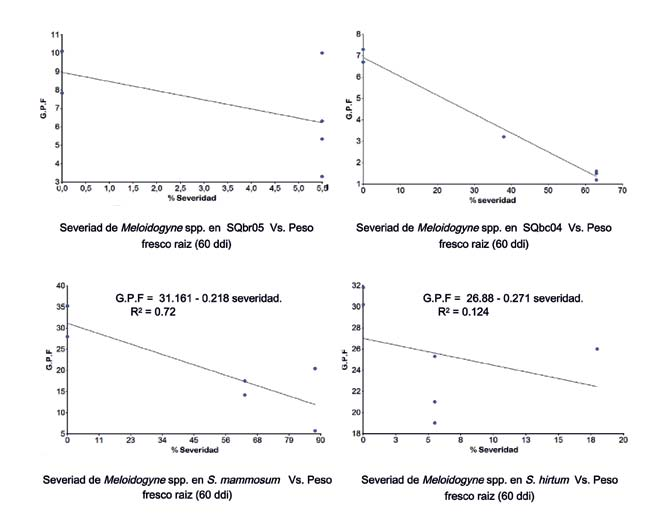 11
10
9
8
7
6
5
4
3
G.P.F
0,0 0,5 1,0 1,5 2,0 2,5 3,0 3,5 4,0 4,5 5,0 5,5
% Severidad
Severiad de Meloidogyne spp. en SQbr05 Vs. Peso
fresco raiz (60 ddi)
8
7
6
5
4
3
2
1
G.P.F
0 10 20 30 40 50 60 70
% severidad
Severiad de Meloidogyne spp. en SQbc04 Vs. Peso
fresco raiz (60 ddi)
40
35
30
25
20
15
10
5
G.P.F
G.P.F = 31.161 - 0.218 severidad.
R² = 0.72
0 11 23 34 45 56 68 79 90
% Severidad
Severiad de Meloidogyne spp. en S. mammosum Vs. Peso
fresco raiz (60 ddi)
32
30
28
26
24
22
20
18
G.P.F
G.P.F = 26.88 - 0.271 severidad.
R² = 0.124
0 3 5 8 10 13 15 18 20
% Severidad
Severiad de Meloidogyne spp. en S. hirtum Vs. Peso
fresco raiz (60 ddi)